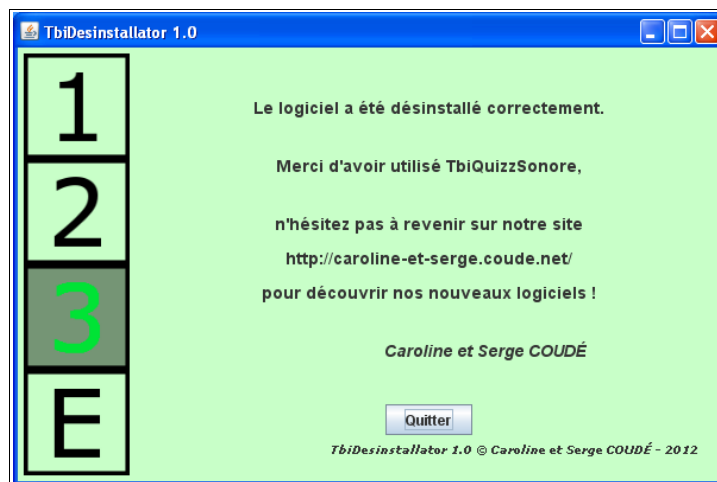 TbiDesinstallator 1.0
1
2
3
E
Le logiciel a été désinstallé correctement.
Merci d'avoir utilisé TbiQuizzSonore,
n'hésitez pas à revenir sur notre site
http://caroline-et-serge.coude.net/
pour découvrir nos nouveaux logiciels !
Caroline et Serge COUDÉ
Quitter
TbiDesinstallator 1.0 © Caroline et Serge COUDÉ - 2012